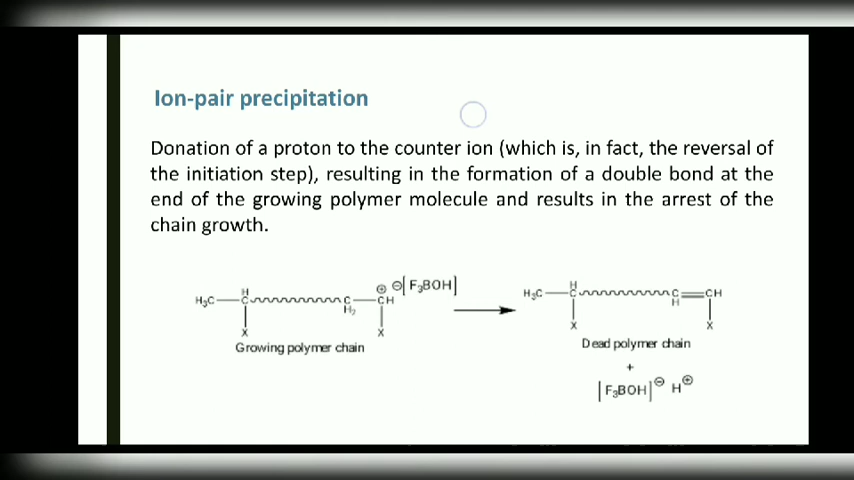 Ion-pair precipitation
Donation of a proton to the counter ion (which is, in fact, the reversal of
the initiation step), resulting in the formation of a double bond at the
end of the growing polymer molecule and results in the arrest of the
chain growth.
H₃C H C C H₂ CH ⊕ ⊖[F₃BOH]
X X
Growing polymer chain
H₃C H C C H CH
X X
Dead polymer chain
+
[F₃BOH]⊖ H⊕